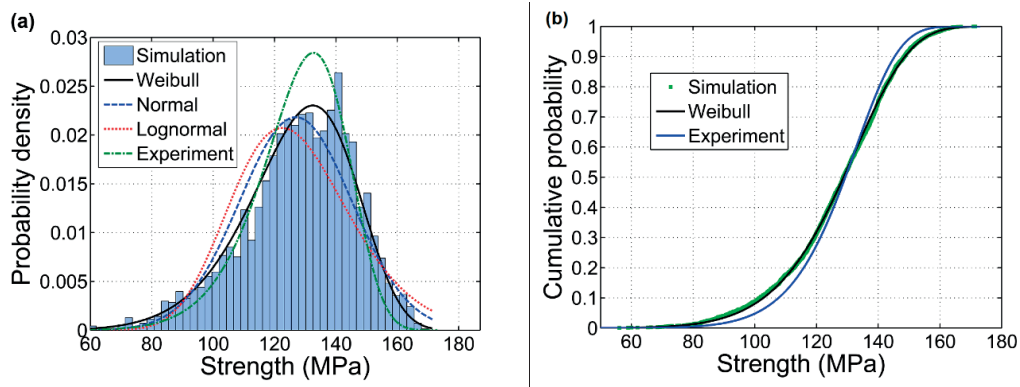 (a)
0.03
0.025
0.02
0.015
0.01
0.005
0
Probability density
Simulation
Weibull
Normal
Lognormal
Experiment
60 80 100 120 140 160 180
Strength (MPa)
(b)
1
0.9
0.8
0.7
0.6
0.5
0.4
0.3
0.2
0.1
0
Cumulative probability
Simulation
Weibull
Experiment
60 80 100 120 140 160 180
Strength (MPa)